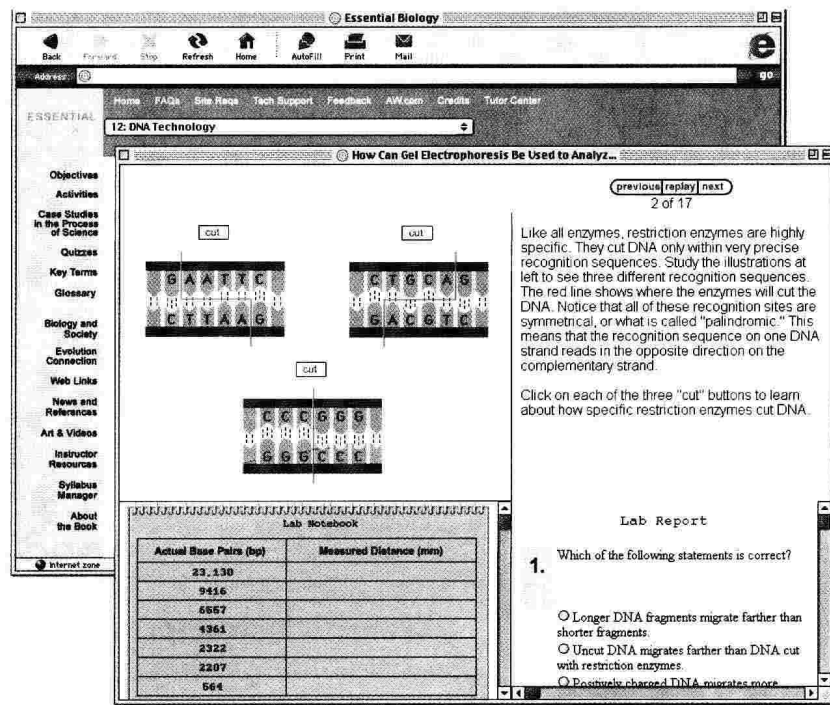 Essential Biology
Back Forward Stop Refresh Home AutoFill Print Mail
Address: go
Home FAQs Site Reqs Tech Support Feedback AW.com Credits Tutor Center
ESSENTIAL
12: DNA Technology
How Can Gel Electrophoresis Be Used to Analyz...
Objectives
Activities
Case Studies
in the Process
of Science
Quizzes
Key Terms
Glossary
Biology and
Society
Evolution
Connection
Web Links
News and
References
Art & Videos
Instructor
Resources
Syllabus
Manager
About
the Book
Internet zone
cut
G A A T T C
C T T A A G
cut
C T G C A G
G A C G T C
cut
C C C G G G
G G G C C C
previous replay next
2 of 17
Like all enzymes, restriction enzymes are highly
specific. They cut DNA only within very precise
recognition sequences. Study the illustrations at
left to see three different recognition sequences.
The red line shows where the enzymes will cut the
DNA. Notice that all of these recognition sites are
symmetrical, or what is called "palindromic." This
means that the recognition sequence on one DNA
strand reads in the opposite direction on the
complementary strand.
Click on each of the three "cut" buttons to learn
about how specific restriction enzymes cut DNA.
Lab Notebook
Actual Base Pairs (bp) Measured Distance (mm)
23,130
9416
6557
4361
2322
2207
564
Lab Report
1. Which of the following statements is correct?
Longer DNA fragments migrate farther than
shorter fragments.
Uncut DNA migrates farther than DNA cut
with restriction enzymes.
Positively charged DNA migrates more